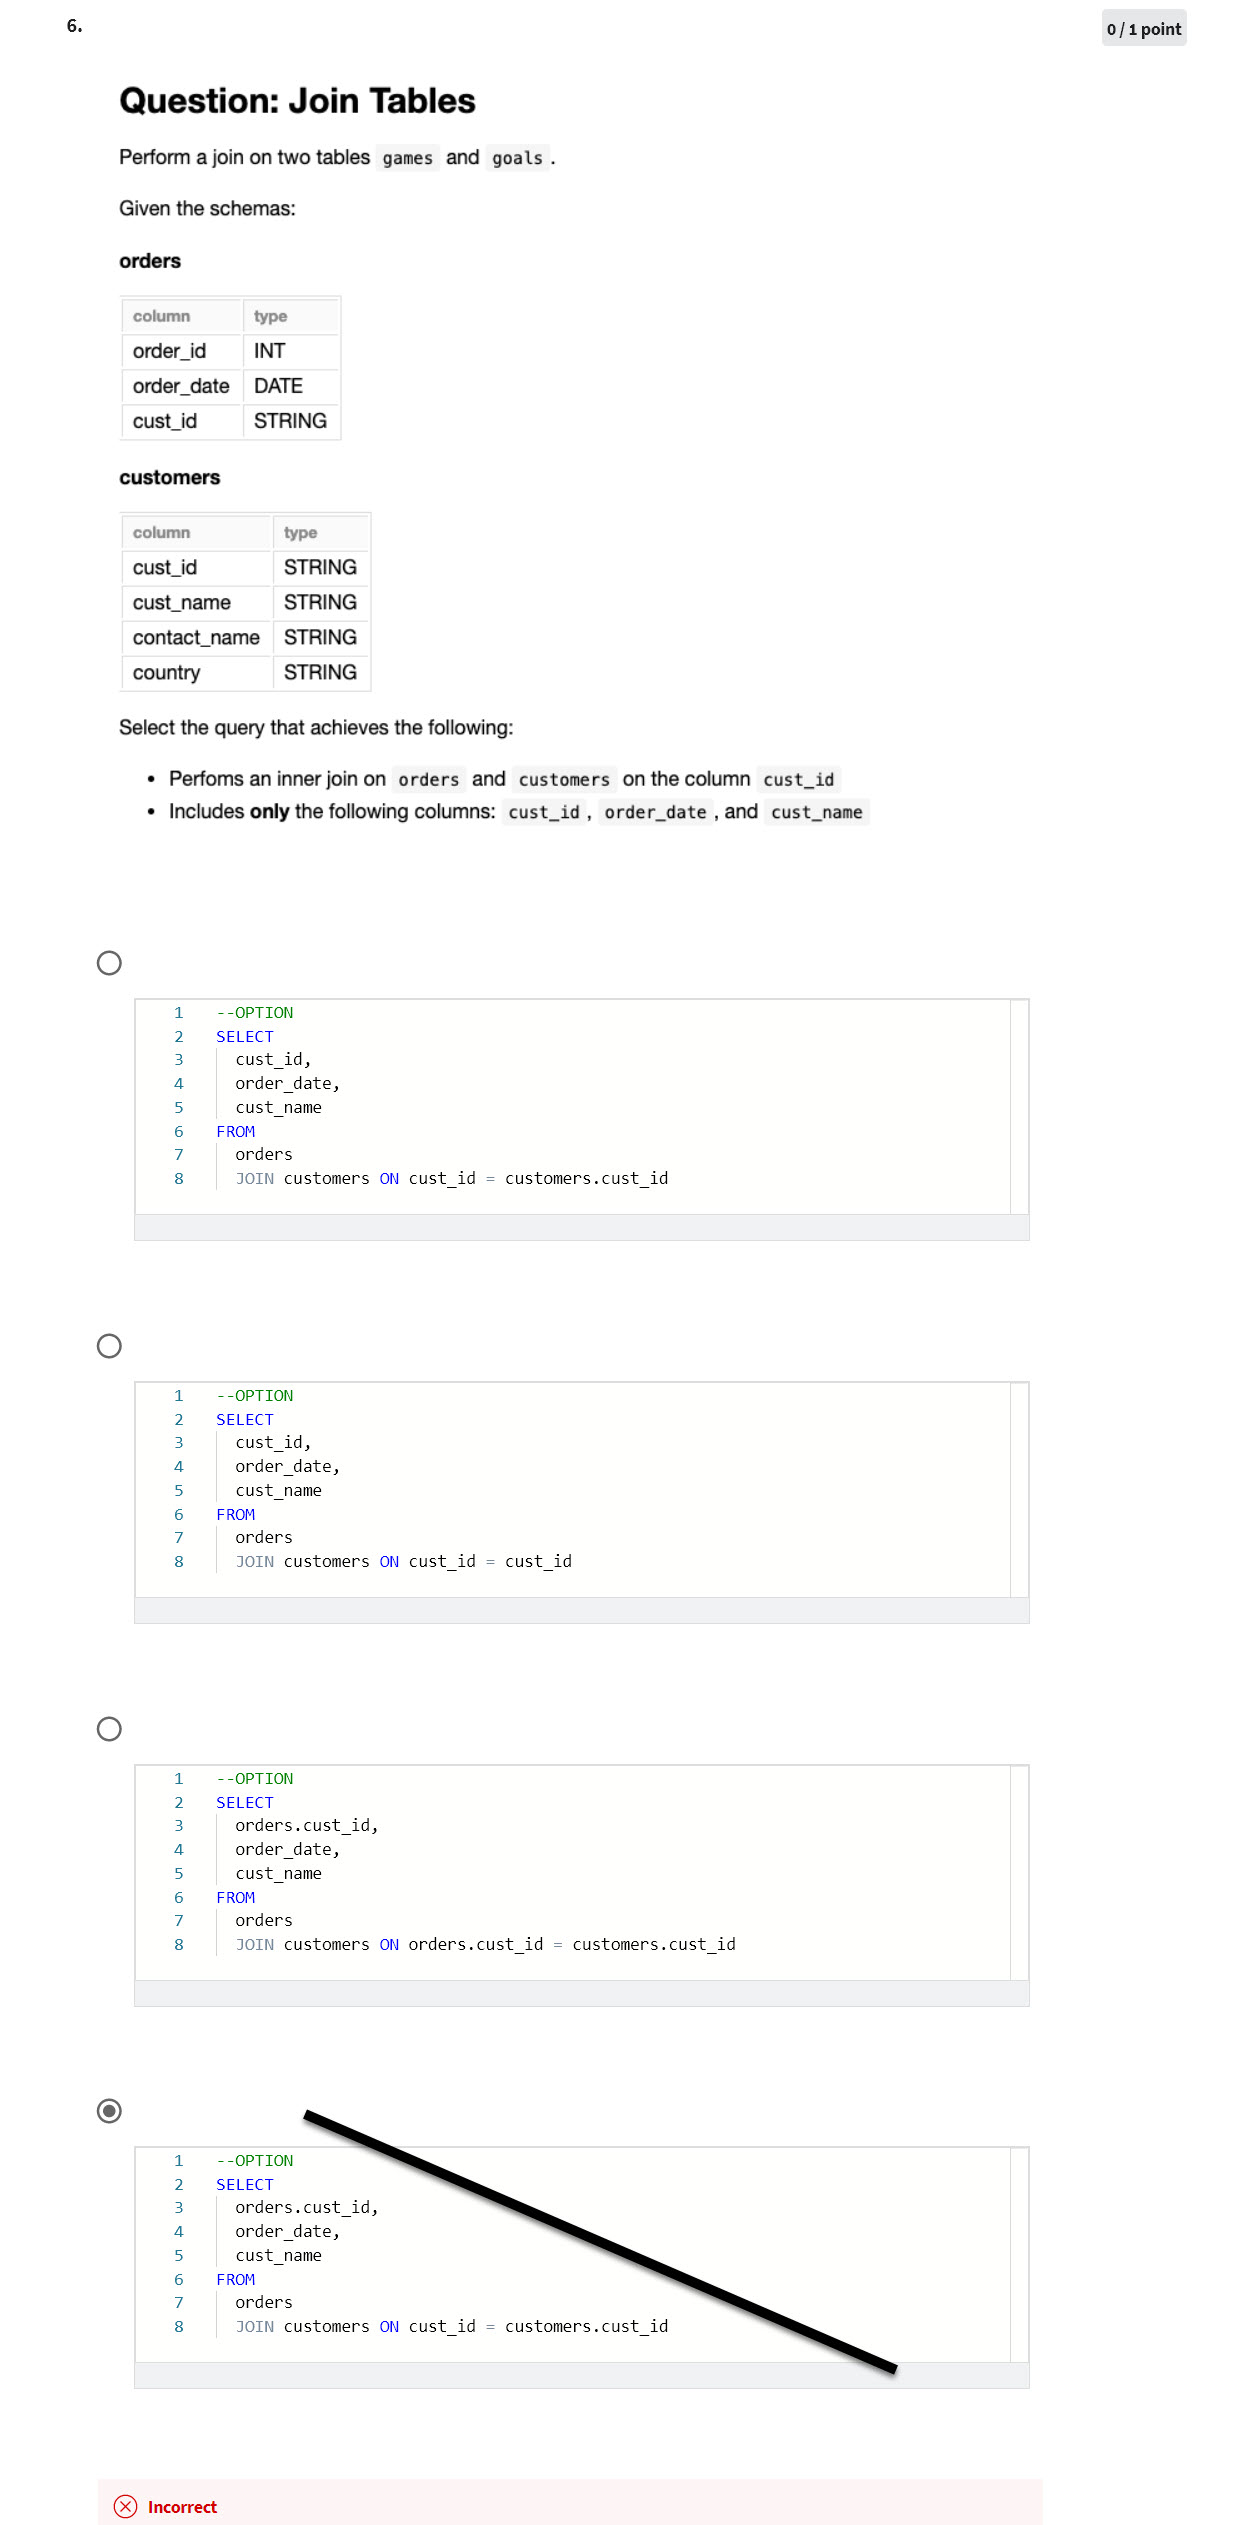 6.
0 / 1 point
Question: Join Tables
Perform a join on two tables games and goals .
Given the schemas:
orders
column type
order_id INT
order_date DATE
cust_id STRING
customers
column type
cust_id STRING
cust_name STRING
contact_name STRING
country STRING
Select the query that achieves the following:
• Perfoms an inner join on orders and customers on the column cust_id
• Includes only the following columns: cust_id , order_date , and cust_name
1 --OPTION
2 SELECT
3 cust_id,
4 order_date,
5 cust_name
6 FROM
7 orders
8 JOIN customers ON cust_id = customers.cust_id
1 --OPTION
2 SELECT
3 cust_id,
4 order_date,
5 cust_name
6 FROM
7 orders
8 JOIN customers ON cust_id = cust_id
1 --OPTION
2 SELECT
3 orders.cust_id,
4 order_date,
5 cust_name
6 FROM
7 orders
8 JOIN customers ON orders.cust_id = customers.cust_id
1 --OPTION
2 SELECT
3 orders.cust_id,
4 order_date,
5 cust_name
6 FROM
7 orders
8 JOIN customers ON cust_id = customers.cust_id
Incorrect